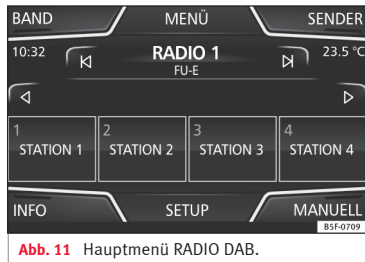 BAND MENÜ SENDER
10:32 RADIO 1 23.5 °C
FU-E
1 2 3 4
STATION 1 STATION 2 STATION 3 STATION 4
INFO SETUP MANUELL
B5F-0709
Abb. 11 Hauptmenü RADIO DAB.